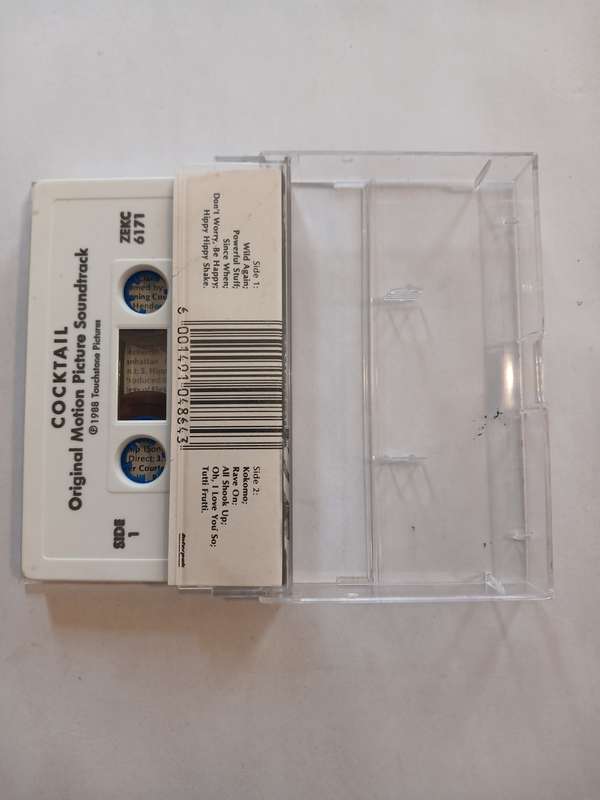 COCKTAIL
Original Motion Picture Soundtrack
℗ 1988 Touchstone Pictures
ZEKC
6171
SIDE
1
Side 1:
Wild Again;
Powerful Stuff;
Since When;
Don't Worry, Be Happy;
Hippy Hippy Shake.
6 001491 048643
Side 2:
Kokomo;
Rave On;
All Shook Up;
Oh, I Love You So;
Tutti Frutti.